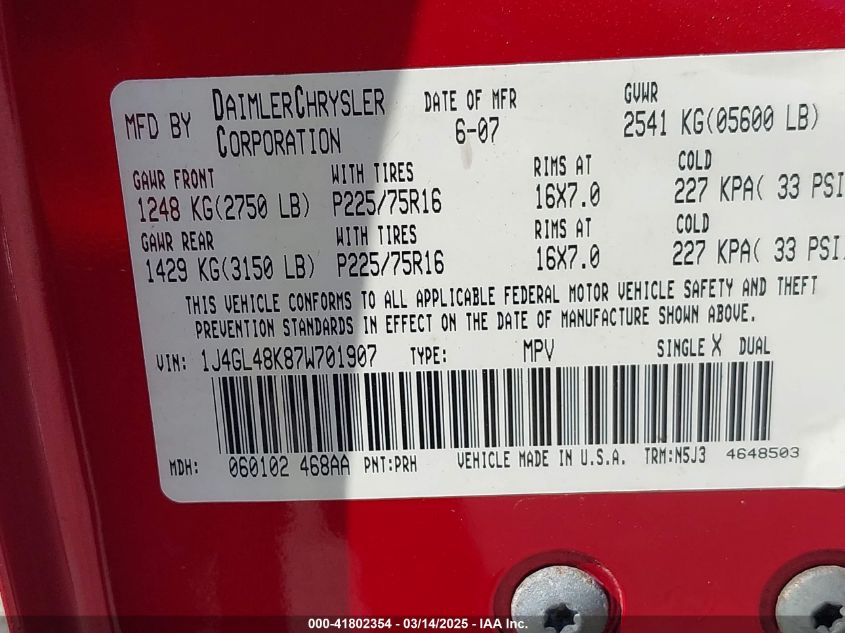 MFD BY DAIMLERCHRYSLER CORPORATION DATE OF MFR 6-07 GVWR 2541 KG(05600 LB)
GAWR FRONT WITH TIRES RIMS AT COLD
1248 KG(2750 LB) P225/75R16 16X7.0 227 KPA( 33 PSI
GAWR REAR WITH TIRES RIMS AT COLD
1429 KG(3150 LB) P225/75R16 16X7.0 227 KPA( 33 PSI)
THIS VEHICLE CONFORMS TO ALL APPLICABLE FEDERAL MOTOR VEHICLE SAFETY AND THEFT
PREVENTION STANDARDS IN EFFECT ON THE DATE OF MANUFACTURE SHOWN ABOVE.
VIN: 1J4GL48K87W701907 TYPE: MPV SINGLE X DUAL
MDH: 060102 468AA PNT:PRH VEHICLE MADE IN U.S.A. TRM:N5J3 4648503
000-41802354 - 03/14/2025 - IAA Inc.